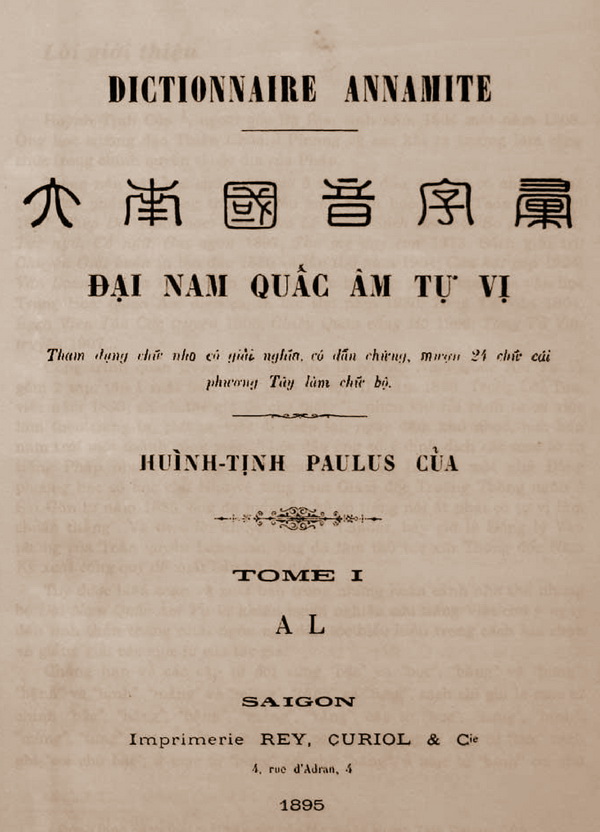 DICTIONNAIRE ANNAMITE
大南國音字彙
ĐẠI NAM QUẤC ÂM TỰ VỊ
Tham dụng chữ nho có giải nghĩa, có dẫn chứng, mượn 24 chữ cái
phương Tây làm chữ bộ.
HUÌNH-TỊNH PAULUS CỦA
TOME I
A L
SAIGON
Imprimerie REY, CURIOL & Cie
4, rue d'Adran, 4
1895